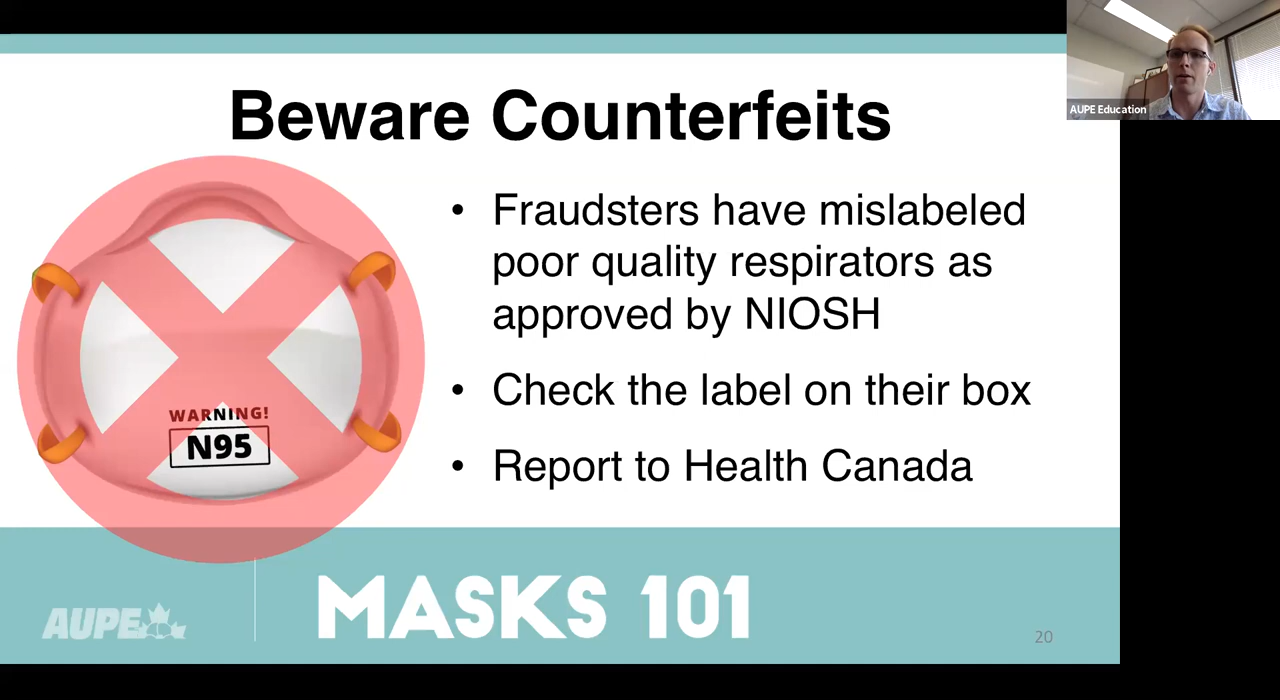 AUPE Education
Beware Counterfeits
• Fraudsters have mislabeled
poor quality respirators as
approved by NIOSH
• Check the label on their box
• Report to Health Canada
WARNING!
N95
AUPE
MASKS 101
20